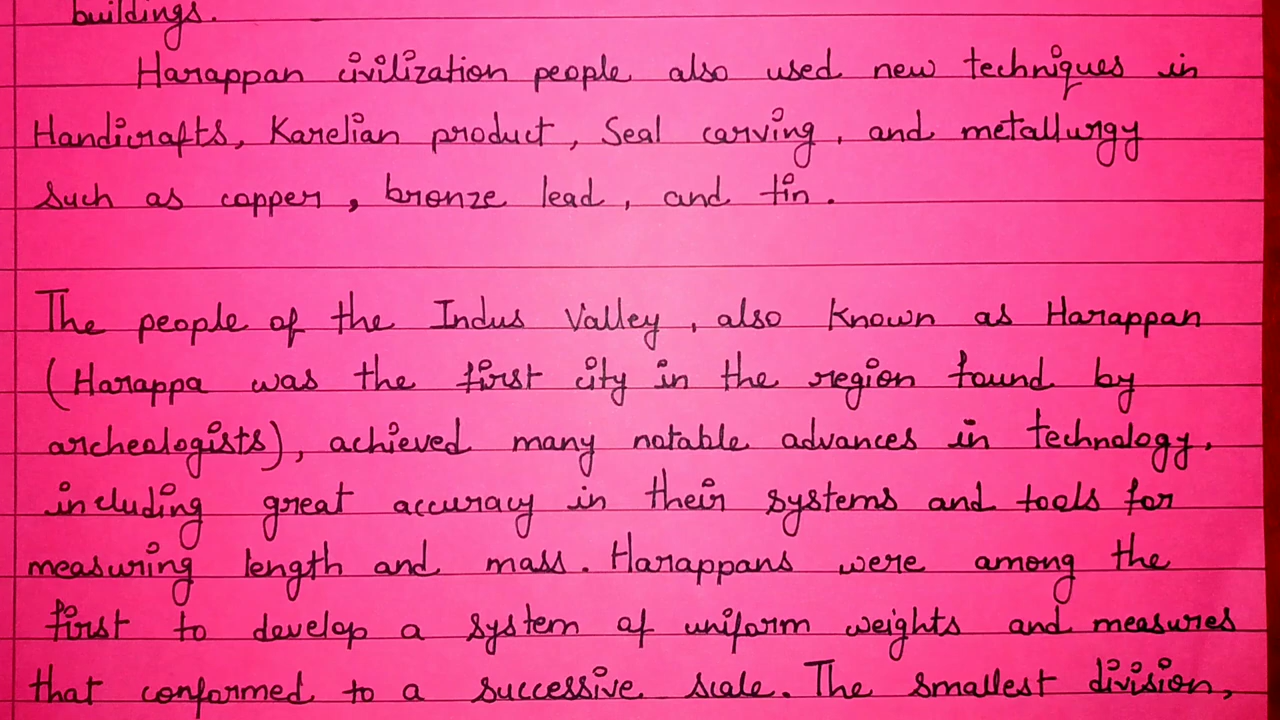 buildings.
Harappan civilization people also used new techniques in
Handicrafts, Karelian product, Seal carving, and metallurgy
such as copper, bronze lead, and tin.
The people of the Indus Valley, also known as Harappan
(Harappa was the first city in the region found by
archeologists), achieved many notable advances in technology,
including great accuracy in their systems and tools for
measuring length and mass. Harappans were among the
first to develop a system of uniform weights and measures
that conformed to a successive scale. The smallest division,